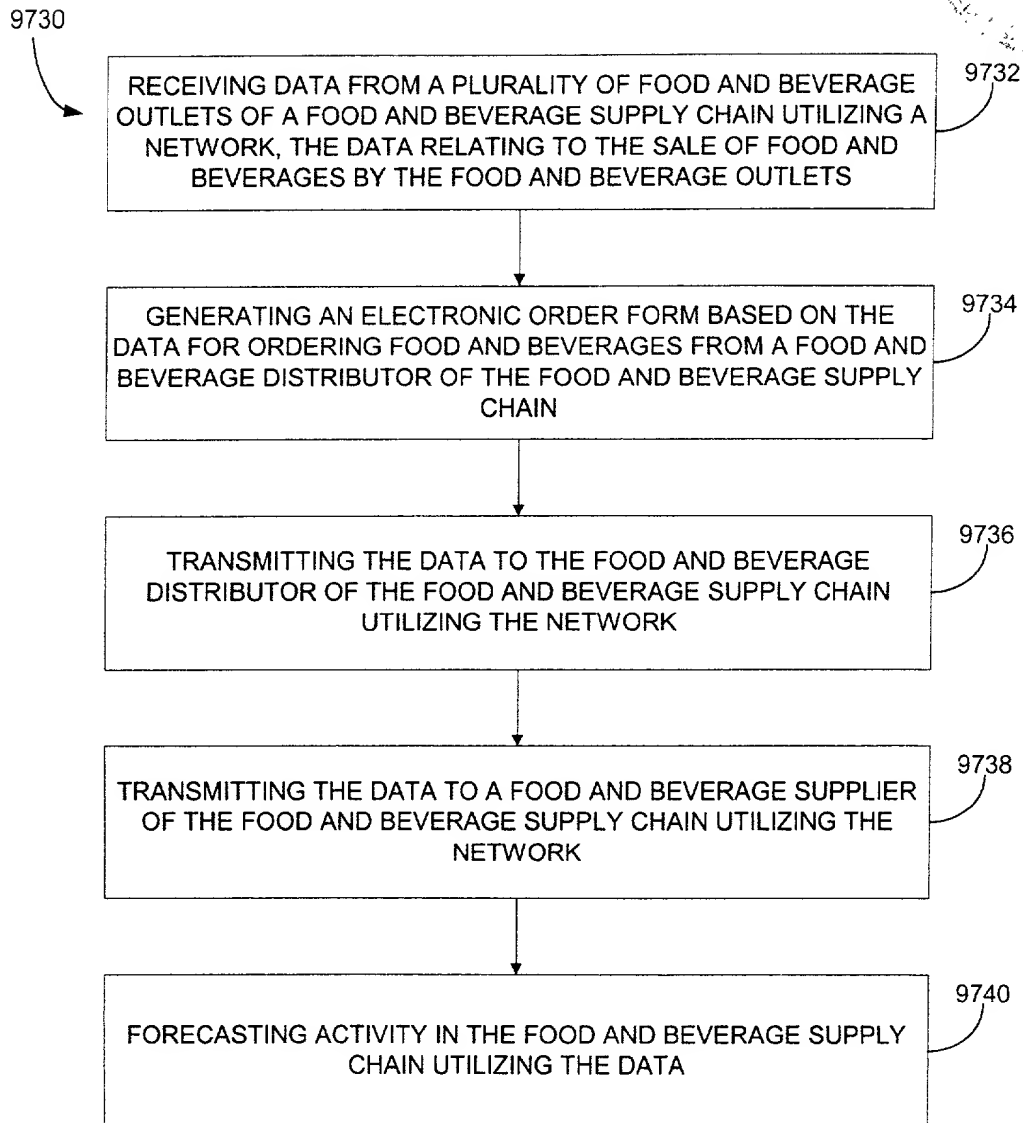 9730
RECEIVING DATA FROM A PLURALITY OF FOOD AND BEVERAGE
OUTLETS OF A FOOD AND BEVERAGE SUPPLY CHAIN UTILIZING A
NETWORK, THE DATA RELATING TO THE SALE OF FOOD AND
BEVERAGES BY THE FOOD AND BEVERAGE OUTLETS
9732
GENERATING AN ELECTRONIC ORDER FORM BASED ON THE
DATA FOR ORDERING FOOD AND BEVERAGES FROM A FOOD AND
BEVERAGE DISTRIBUTOR OF THE FOOD AND BEVERAGE SUPPLY
CHAIN
9734
TRANSMITTING THE DATA TO THE FOOD AND BEVERAGE
DISTRIBUTOR OF THE FOOD AND BEVERAGE SUPPLY CHAIN
UTILIZING THE NETWORK
9736
TRANSMITTING THE DATA TO A FOOD AND BEVERAGE SUPPLIER
OF THE FOOD AND BEVERAGE SUPPLY CHAIN UTILIZING THE
NETWORK
9738
FORECASTING ACTIVITY IN THE FOOD AND BEVERAGE SUPPLY
CHAIN UTILIZING THE DATA
9740